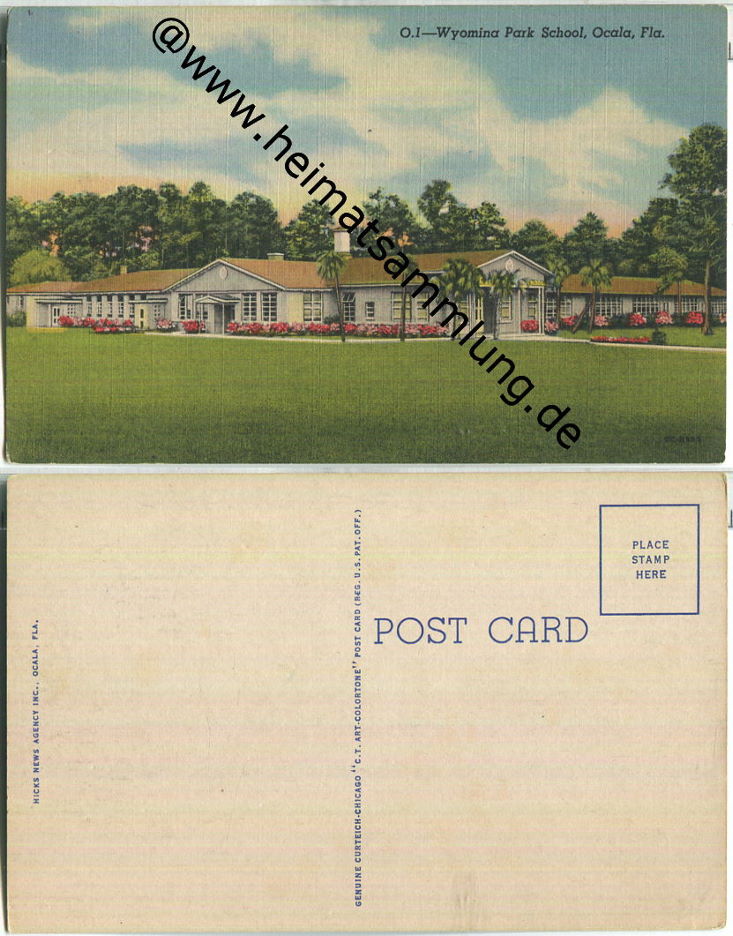 O.1—Wyomina Park School, Ocala, Fla.
@www.heimatsammlung.de
PLACE
STAMP
HERE
POST CARD
HICKS NEWS AGENCY INC., OCALA, FLA.
GENUINE CURTEICH-CHICAGO "C.T. ART-COLORTONE" POST CARD (REG. U.S. PAT. OFF.)